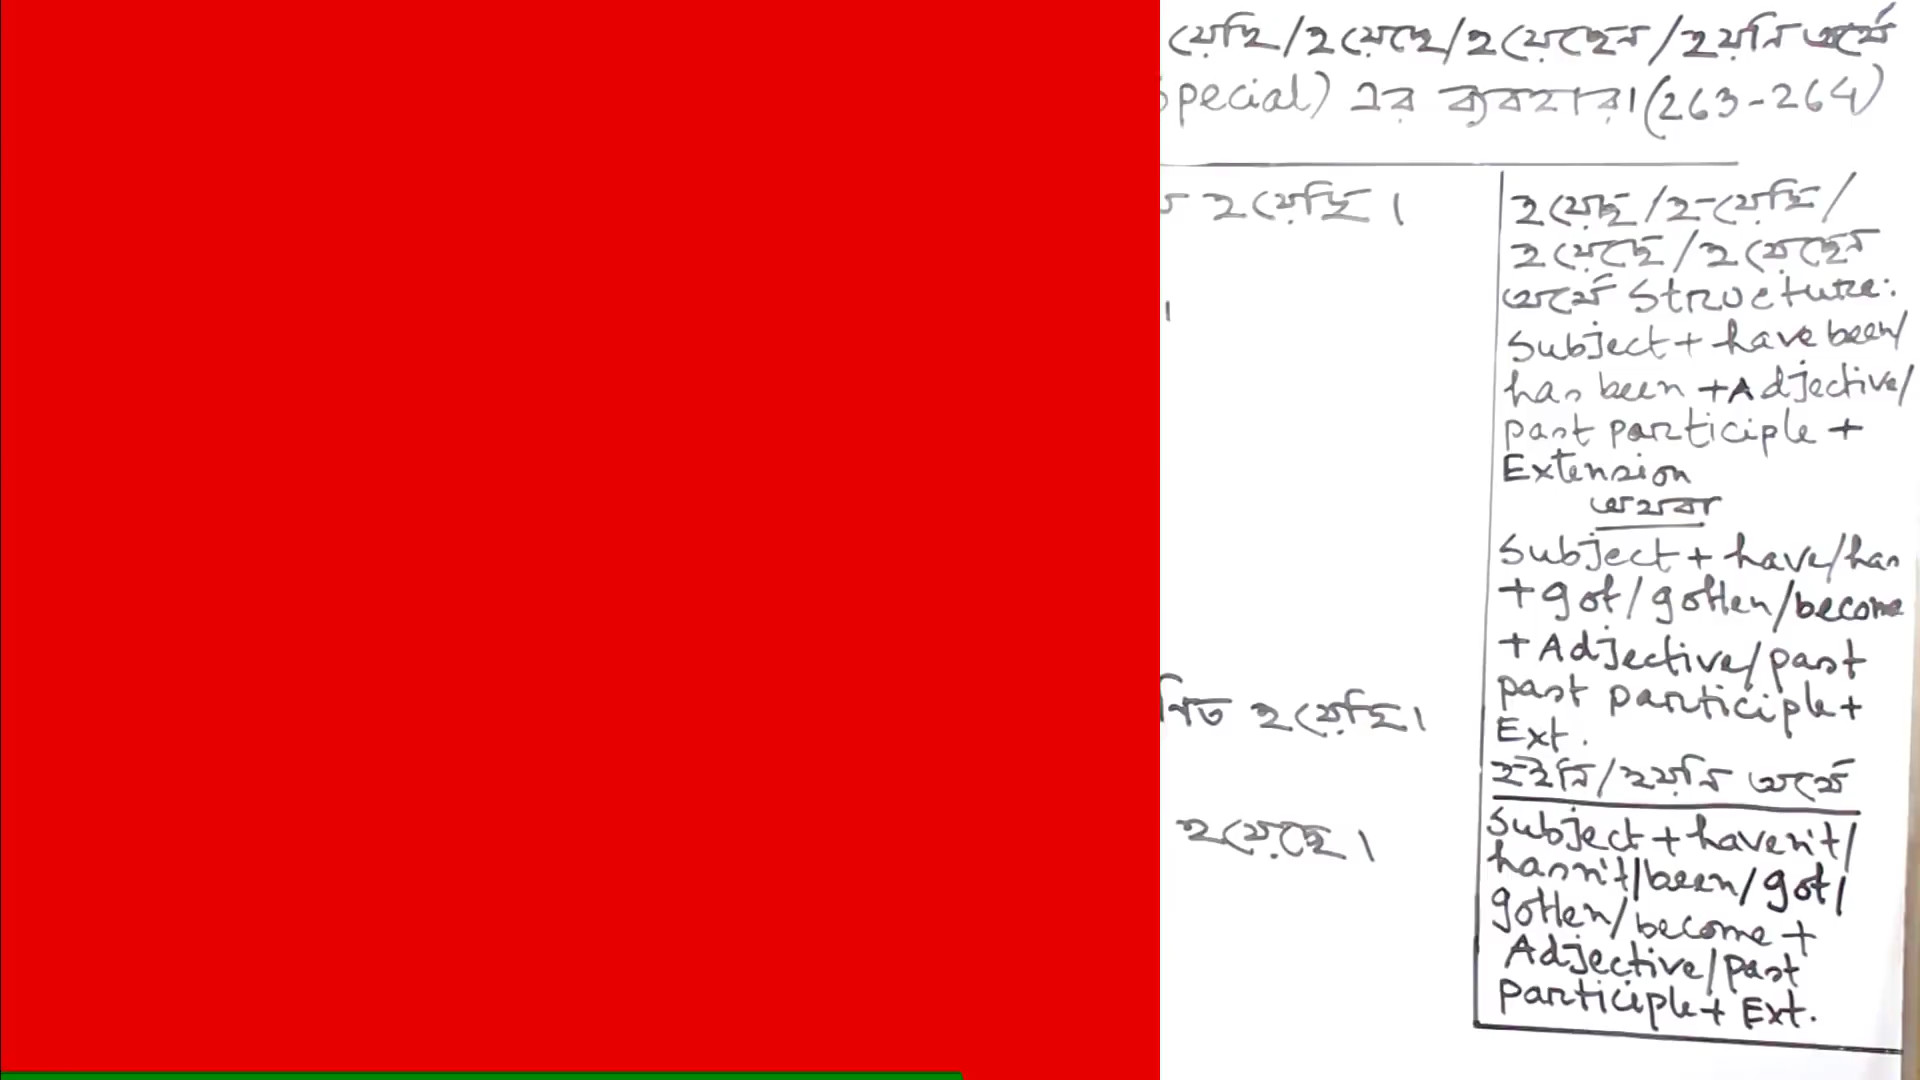 য়েছি/হয়েছে/হয়েছেন/হয়নি অর্থে
Special) এর ব্যবহার।(263-264)
হয়েছি।
।
ণিত হয়েছি।
হয়েছে।
হয়েছ/হয়েছি/
হয়েছে/হয়েছেন
অর্থে Structure:
Subject + have been/
has been + Adjective/
past participle +
Extension
অথবা
Subject + have/has
+ got/gotten/become
+ Adjective/past
past participle +
Ext.
হইনি/হয়নি অর্থে
Subject + haven't/
hasn't/been/got/
gotten/become +
Adjective/past
participle + Ext.